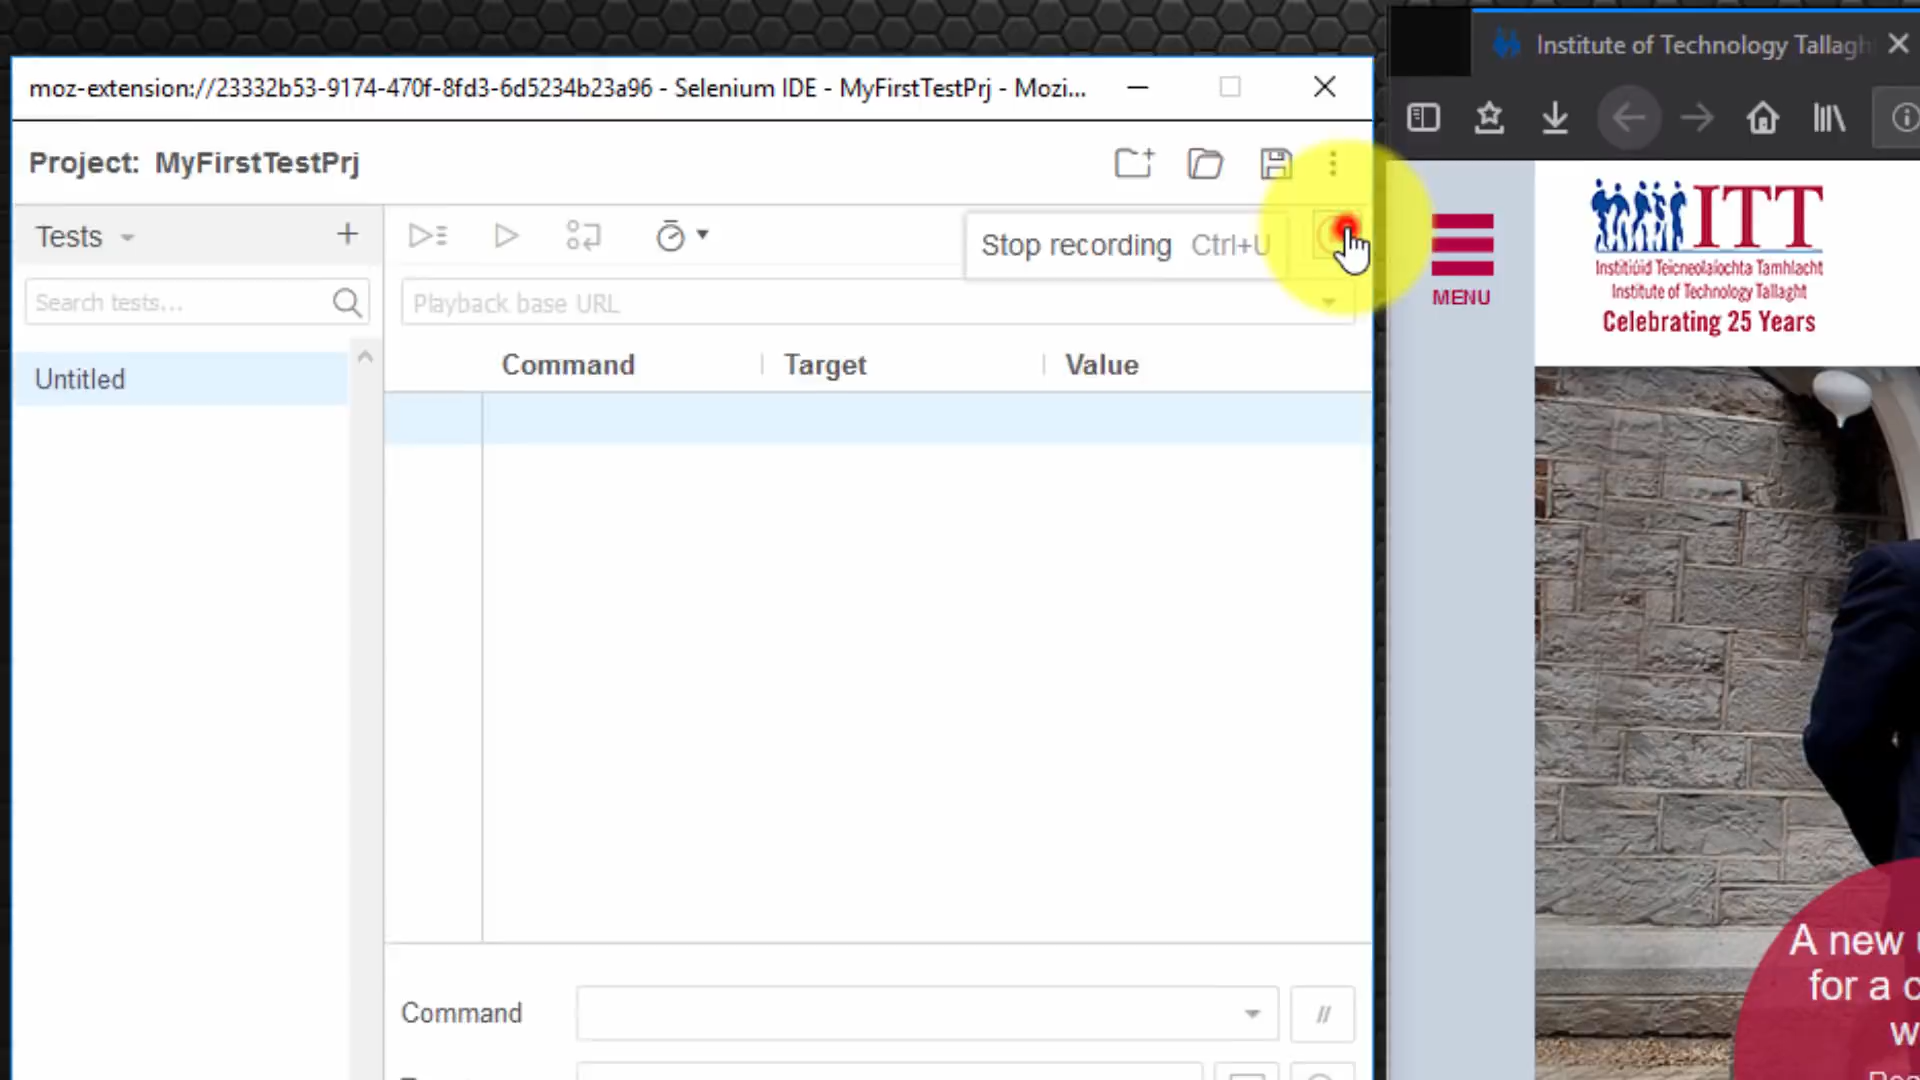 moz-extension://23332b53-9174-470f-8fd3-6d5234b23a96 - Selenium IDE - MyFirstTestPrj - Mozi...
Project: MyFirstTestPrj
Tests
Stop recording Ctrl+U
Search tests...
Playback base URL
Command Target Value
Untitled
Command
//
Institute of Technology Tallagh
MENU
ITT
Institiúid Teicneolaíochta Tamhlacht
Institute of Technology Tallaght
Celebrating 25 Years
A new
for a